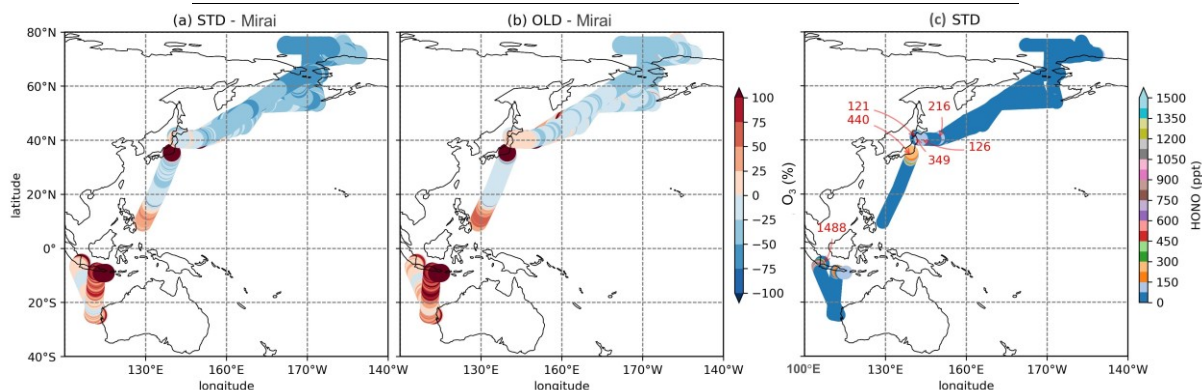 (a) STD - Mirai
(b) OLD - Mirai
(c) STD
80°N
60°N
40°N
20°N
0°
20°S
40°S
latitude
130°E
160°E
170°W
140°W
longitude
130°E
160°E
170°W
140°W
longitude
100
75
50
25
0
−25
−50
−75
−100
O₃ (%)
121
440
216
126
349
1488
100°E
130°E
160°E
170°W
140°W
longitude
1500
1350
1200
1050
900
750
600
450
300
150
0
HONO (ppt)